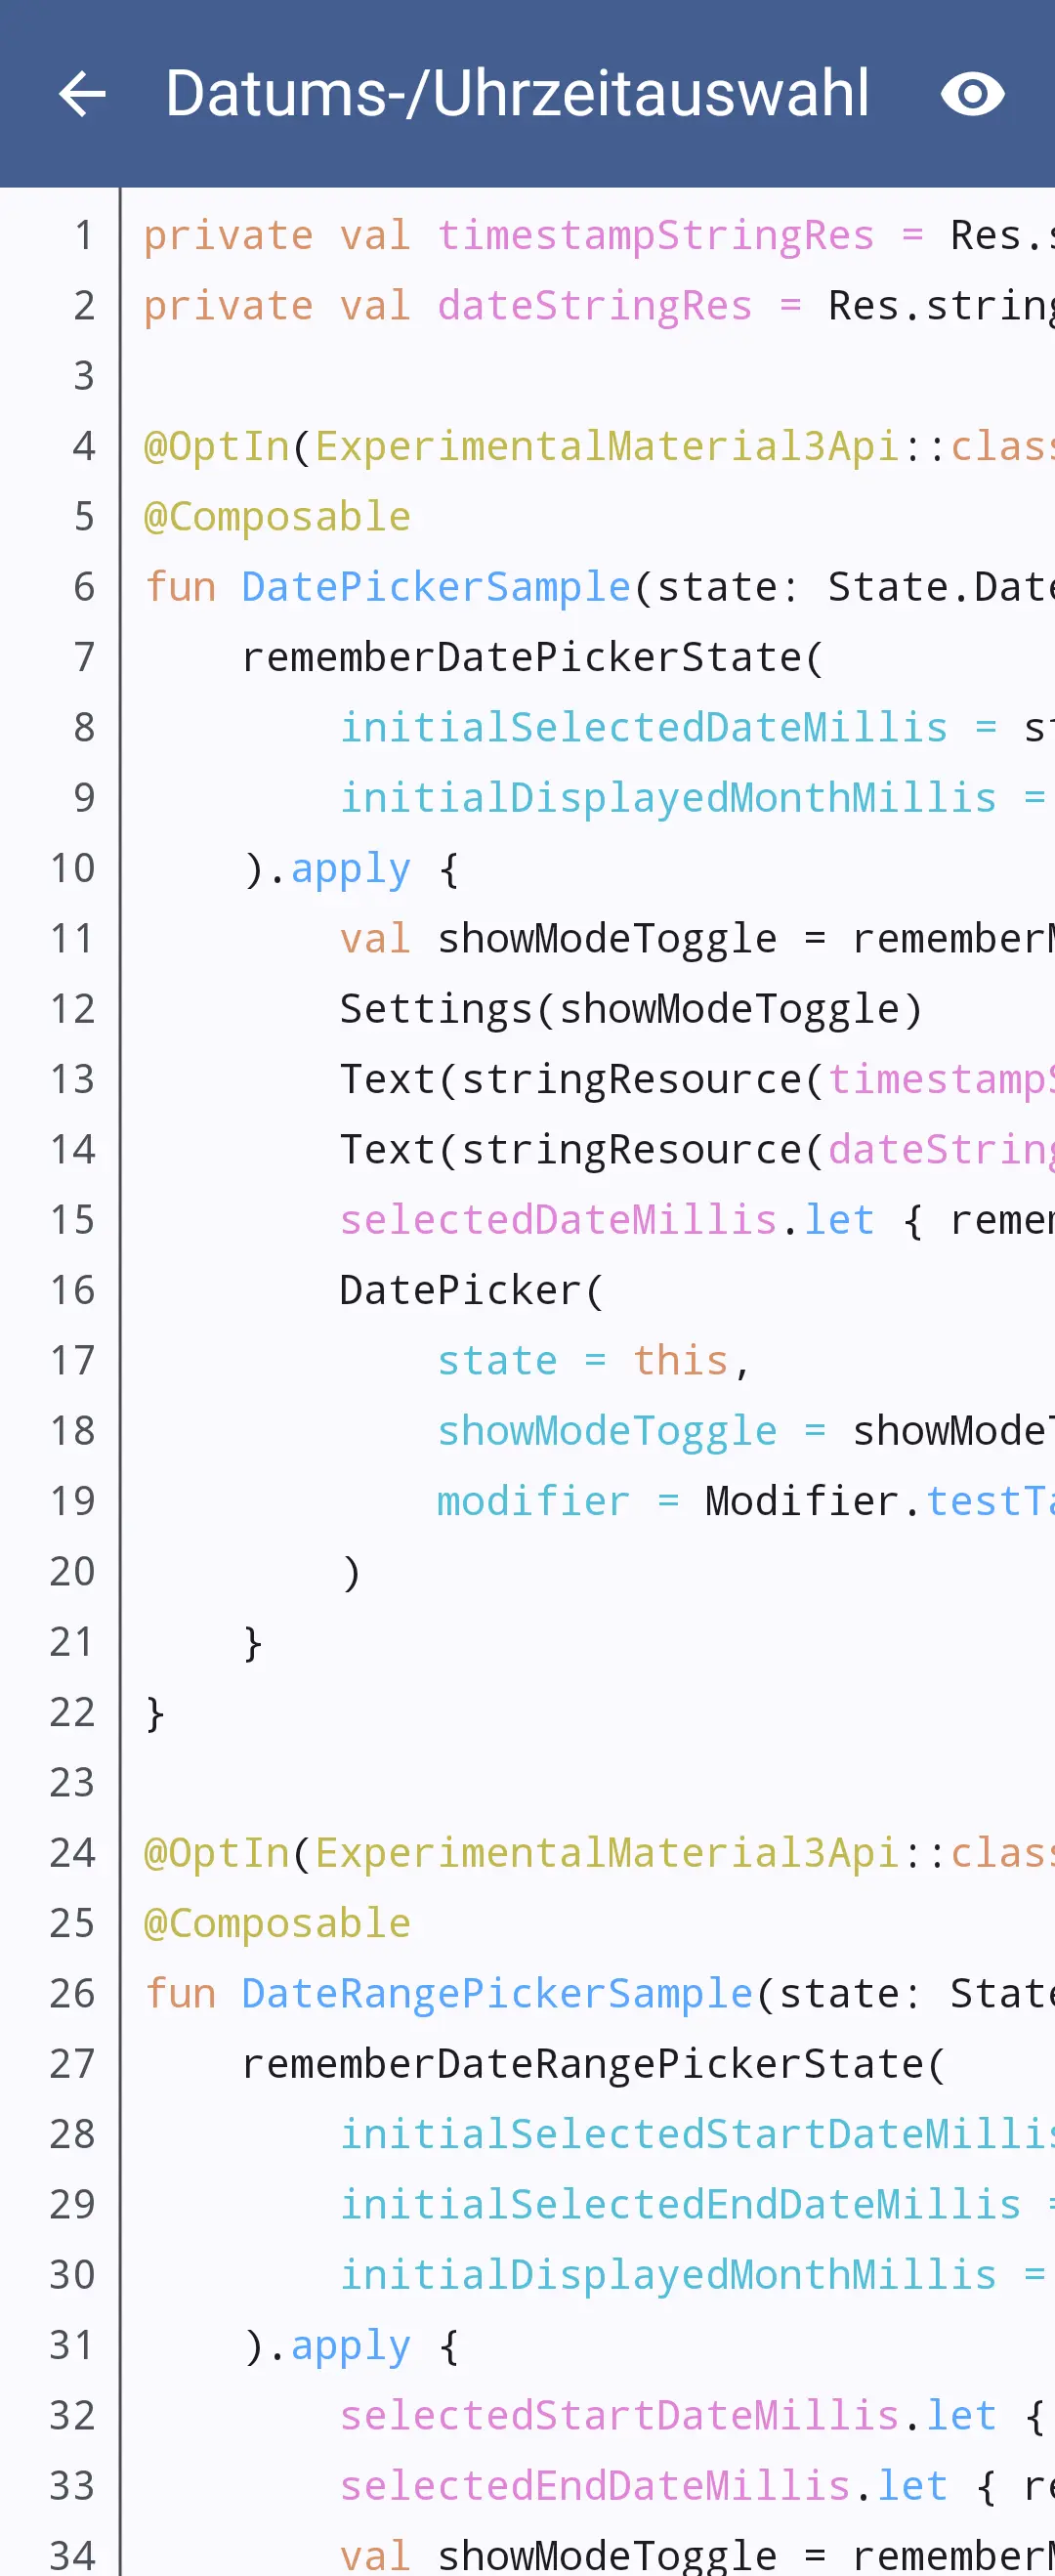 Datums-/Uhrzeitauswahl
1 private val timestampStringRes = Res.s
2 private val dateStringRes = Res.string
3
4 @OptIn(ExperimentalMaterial3Api::class
5 @Composable
6 fun DatePickerSample(state: State.Date
7 rememberDatePickerState(
8 initialSelectedDateMillis = st
9 initialDisplayedMonthMillis =
10 ).apply {
11 val showModeToggle = rememberM
12 Settings(showModeToggle)
13 Text(stringResource(timestampS
14 Text(stringResource(dateString
15 selectedDateMillis.let { remem
16 DatePicker(
17 state = this,
18 showModeToggle = showModeT
19 modifier = Modifier.testTa
20 )
21 }
22 }
23
24 @OptIn(ExperimentalMaterial3Api::class
25 @Composable
26 fun DateRangePickerSample(state: State
27 rememberDateRangePickerState(
28 initialSelectedStartDateMillis
29 initialSelectedEndDateMillis =
30 initialDisplayedMonthMillis =
31 ).apply {
32 selectedStartDateMillis.let {
33 selectedEndDateMillis.let { re
34 val showModeToggle = rememberM